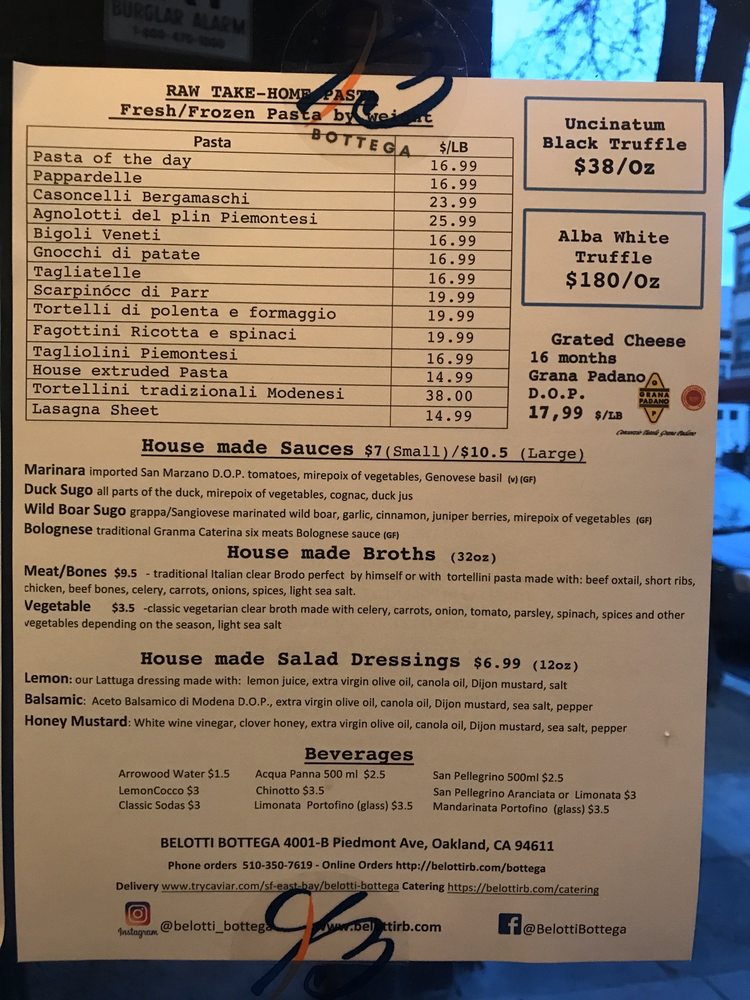 BURGLAR ALARM
1-800-475-1000
RAW TAKE-HOME PASTA
Fresh/Frozen Pasta by weight
BOTTEGA
Pasta $/LB
Pasta of the day 16.99
Pappardelle 16.99
Casoncelli Bergamaschi 23.99
Agnolotti del plin Piemontesi 25.99
Bigoli Veneti 16.99
Gnocchi di patate 16.99
Tagliatelle 16.99
Scarpinócc di Parr 19.99
Tortelli di polenta e formaggio 19.99
Fagottini Ricotta e spinaci 19.99
Tagliolini Piemontesi 16.99
House extruded Pasta 14.99
Tortellini tradizionali Modenesi 38.00
Lasagna Sheet 14.99
Uncinatum
Black Truffle
$38/Oz
Alba White
Truffle
$180/Oz
Grated Cheese
16 months
Grana Padano
D.O.P.
17,99 $/LB
GRANA
PADANO
G
P
Consorzio Tutela Grana Padano
House made Sauces $7(Small)/$10.5 (Large)
Marinara imported San Marzano D.O.P. tomatoes, mirepoix of vegetables, Genovese basil (v) (GF)
Duck Sugo all parts of the duck, mirepoix of vegetables, cognac, duck jus
Wild Boar Sugo grappa/Sangiovese marinated wild boar, garlic, cinnamon, juniper berries, mirepoix of vegetables (GF)
Bolognese traditional Granma Caterina six meats Bolognese sauce (GF)
House made Broths (32oz)
Meat/Bones $9.5 - traditional Italian clear Brodo perfect by himself or with tortellini pasta made with: beef oxtail, short ribs,
chicken, beef bones, celery, carrots, onions, spices, light sea salt.
Vegetable $3.5 -classic vegetarian clear broth made with celery, carrots, onion, tomato, parsley, spinach, spices and other
vegetables depending on the season, light sea salt
House made Salad Dressings $6.99 (12oz)
Lemon: our Lattuga dressing made with: lemon juice, extra virgin olive oil, canola oil, Dijon mustard, salt
Balsamic: Aceto Balsamico di Modena D.O.P., extra virgin olive oil, canola oil, Dijon mustard, sea salt, pepper
Honey Mustard: White wine vinegar, clover honey, extra virgin olive oil, canola oil, Dijon mustard, sea salt, pepper
Beverages
Arrowood Water $1.5 Acqua Panna 500 ml $2.5 San Pellegrino 500ml $2.5
LemonCocco $3 Chinotto $3.5 San Pellegrino Aranciata or Limonata $3
Classic Sodas $3 Limonata Portofino (glass) $3.5 Mandarinata Portofino (glass) $3.5
BELOTTI BOTTEGA 4001-B Piedmont Ave, Oakland, CA 94611
Phone orders 510-350-7619 - Online Orders http://belottirb.com/bottega
Delivery www.trycaviar.com/sf-east-bay/belotti-bottega Catering https://belottirb.com/catering
Instagram @belotti_bottega www.belottirb.com f @BelottiBottega